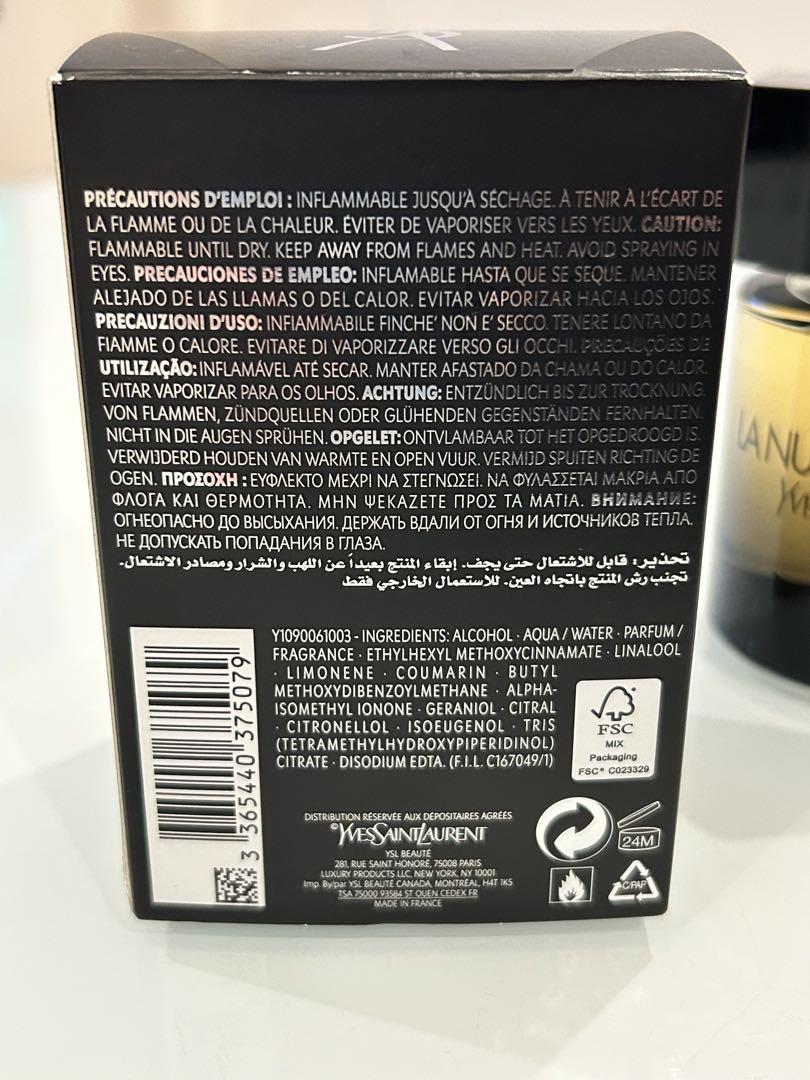 PRÉCAUTIONS D'EMPLOI : INFLAMMABLE JUSQU'À SÉCHAGE. À TENIR À L'ÉCART DE
LA FLAMME OU DE LA CHALEUR. ÉVITER DE VAPORISER VERS LES YEUX. CAUTION:
FLAMMABLE UNTIL DRY. KEEP AWAY FROM FLAMES AND HEAT. AVOID SPRAYING IN
EYES. PRECAUCIONES DE EMPLEO: INFLAMABLE HASTA QUE SE SEQUE. MANTENER
ALEJADO DE LAS LLAMAS O DEL CALOR. EVITAR VAPORIZAR HACIA LOS OJOS.
PRECAUZIONI D'USO: INFIAMMABILE FINCHE' NON E' SECCO. TENERE LONTANO DA
FIAMME O CALORE. EVITARE DI VAPORIZZARE VERSO GLI OCCHI. PRECAUÇÕES DE
UTILIZAÇÃO: INFLAMÁVEL ATÉ SECAR. MANTER AFASTADO DA CHAMA OU DO CALOR.
EVITAR VAPORIZAR PARA OS OLHOS. ACHTUNG: ENTZÜNDLICH BIS ZUR TROCKNUNG.
VON FLAMMEN, ZÜNDQUELLEN ODER GLÜHENDEN GEGENSTÄNDEN FERNHALTEN.
NICHT IN DIE AUGEN SPRÜHEN. OPGELET: ONTVLAMBAAR TOT HET OPGEDROOGD IS.
VERWIJDERD HOUDEN VAN WARMTE EN OPEN VUUR. VERMIJD SPUITEN RICHTING DE
OGEN. ΠΡΟΣΟΧΗ : ΕΥΦΛΕΚΤΟ ΜΕΧΡΙ ΝΑ ΣΤΕΓΝΩΣΕΙ. ΝΑ ΦΥΛΑΣΣΕΤΑΙ ΜΑΚΡΙΑ ΑΠΟ
ΦΛΟΓΑ ΚΑΙ ΘΕΡΜΟΤΗΤΑ. ΜΗΝ ΨΕΚΑΖΕΤΕ ΠΡΟΣ ΤΑ ΜΑΤΙΑ. ВНИМАНИЕ:
ОГНЕОПАСНО ДО ВЫСЫХАНИЯ. ДЕРЖАТЬ ВДАЛИ ОТ ОГНЯ И ИСТОЧНИКОВ ТЕПЛА.
НЕ ДОПУСКАТЬ ПОПАДАНИЯ В ГЛАЗА.
تحذير: قابل للاشتعال حتى يجف. إبقاء المنتج بعيداً عن اللهب والشرار ومصادر الاشتعال.
تجنب رش المنتج باتجاه العين. للاستعمال الخارجي فقط
Y1090061003 - INGREDIENTS: ALCOHOL · AQUA / WATER · PARFUM /
FRAGRANCE · ETHYLHEXYL METHOXYCINNAMATE · LINALOOL
· LIMONENE · COUMARIN · BUTYL
METHOXYDIBENZOYLMETHANE · ALPHA-
ISOMETHYL IONONE · GERANIOL · CITRAL
· CITRONELLOL · ISOEUGENOL · TRIS
(TETRAMETHYLHYDROXYPIPERIDINOL)
CITRATE · DISODIUM EDTA. (F.I.L. C167049/1)
3 365440 375079
FSC
MIX
Packaging
FSC® C023329
DISTRIBUTION RÉSERVÉE AUX DÉPOSITAIRES AGRÉÉS
©YVESSAINTLAURENT
YSL BEAUTÉ
281, RUE SAINT HONORÉ, 75008 PARIS
LUXURY PRODUCTS LLC, NEW YORK, NY 10001
Imp. By/par YSL BEAUTÉ CANADA, MONTREAL, H4T 1K5
TSA 75000 93584 ST OUEN CEDEX FR
MADE IN FRANCE
24M
C/PAP
LA NU
YVE